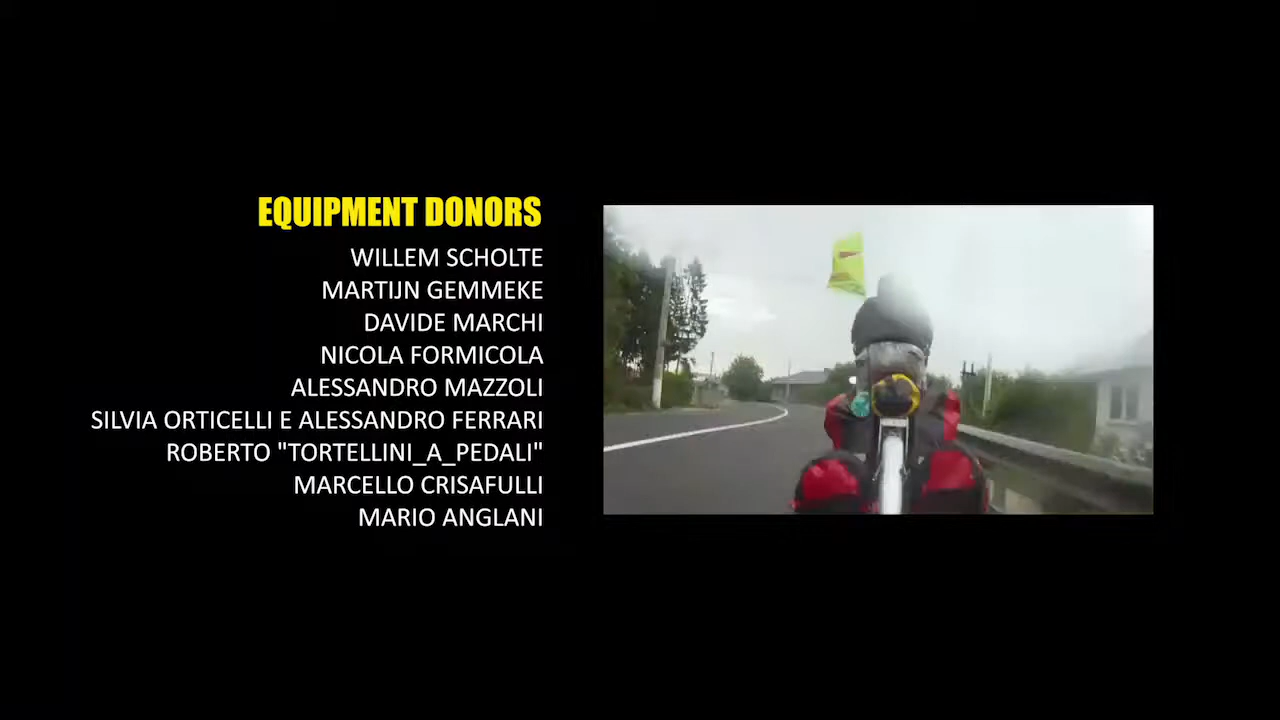 EQUIPMENT DONORS
WILLEM SCHOLTE
MARTIJN GEMMEKE
DAVIDE MARCHI
NICOLA FORMICOLA
ALESSANDRO MAZZOLI
SILVIA ORTICELLI E ALESSANDRO FERRARI
ROBERTO "TORTELLINI_A_PEDALI"
MARCELLO CRISAFULLI
MARIO ANGLANI